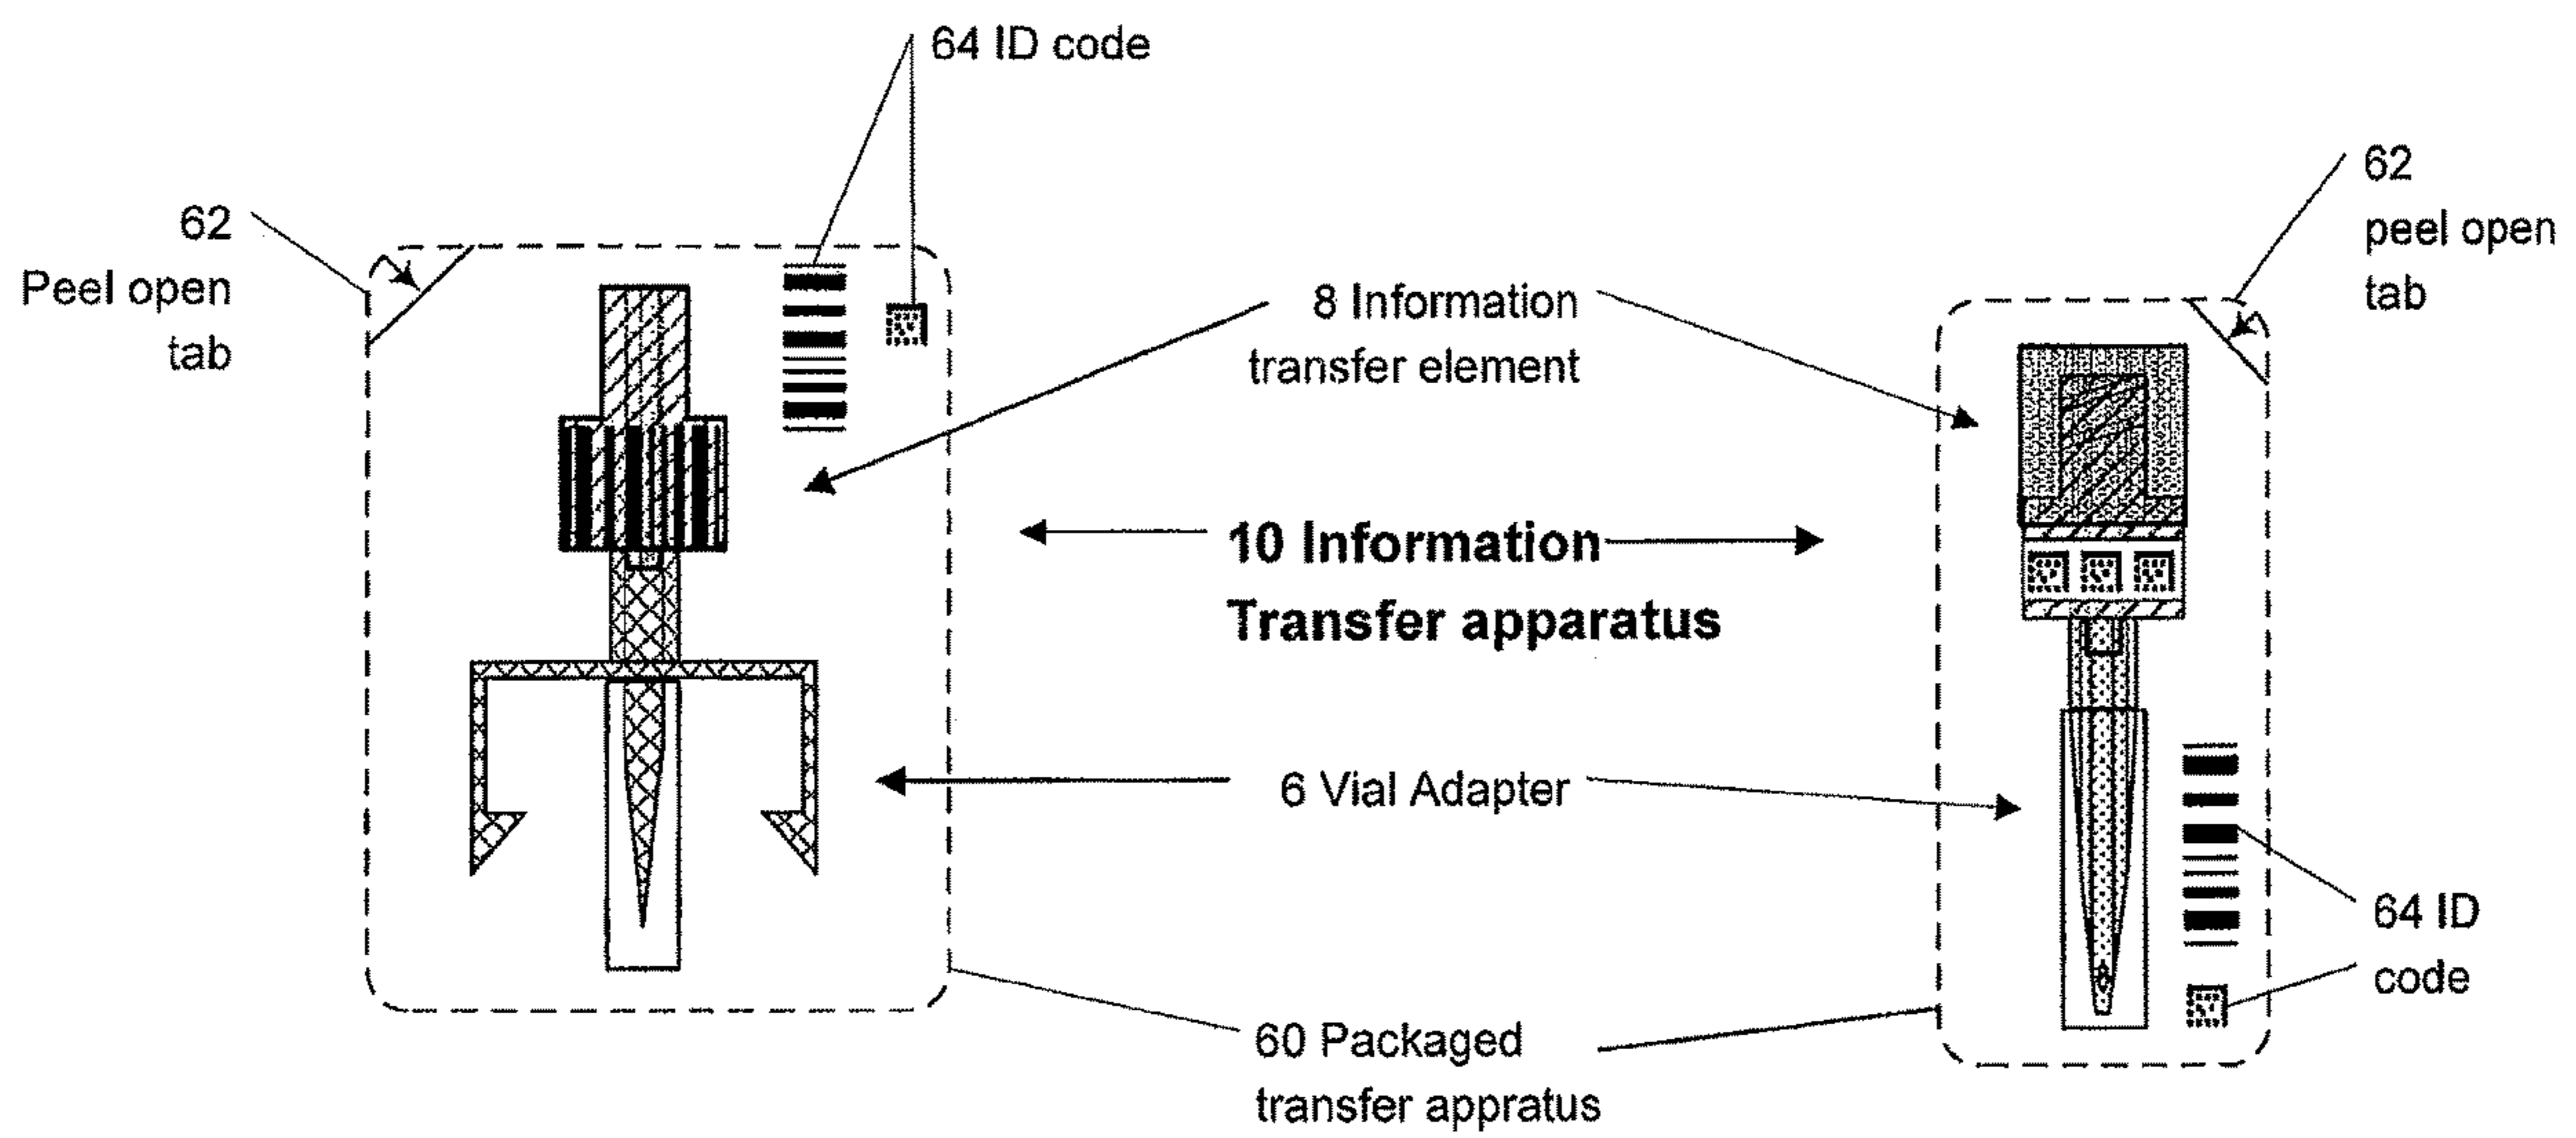 64 ID code
62
Peel open
tab
62
peel open
tab
8 Information
transfer element
10 Information
Transfer apparatus
6 Vial Adapter
64 ID
code
60 Packaged
transfer appratus